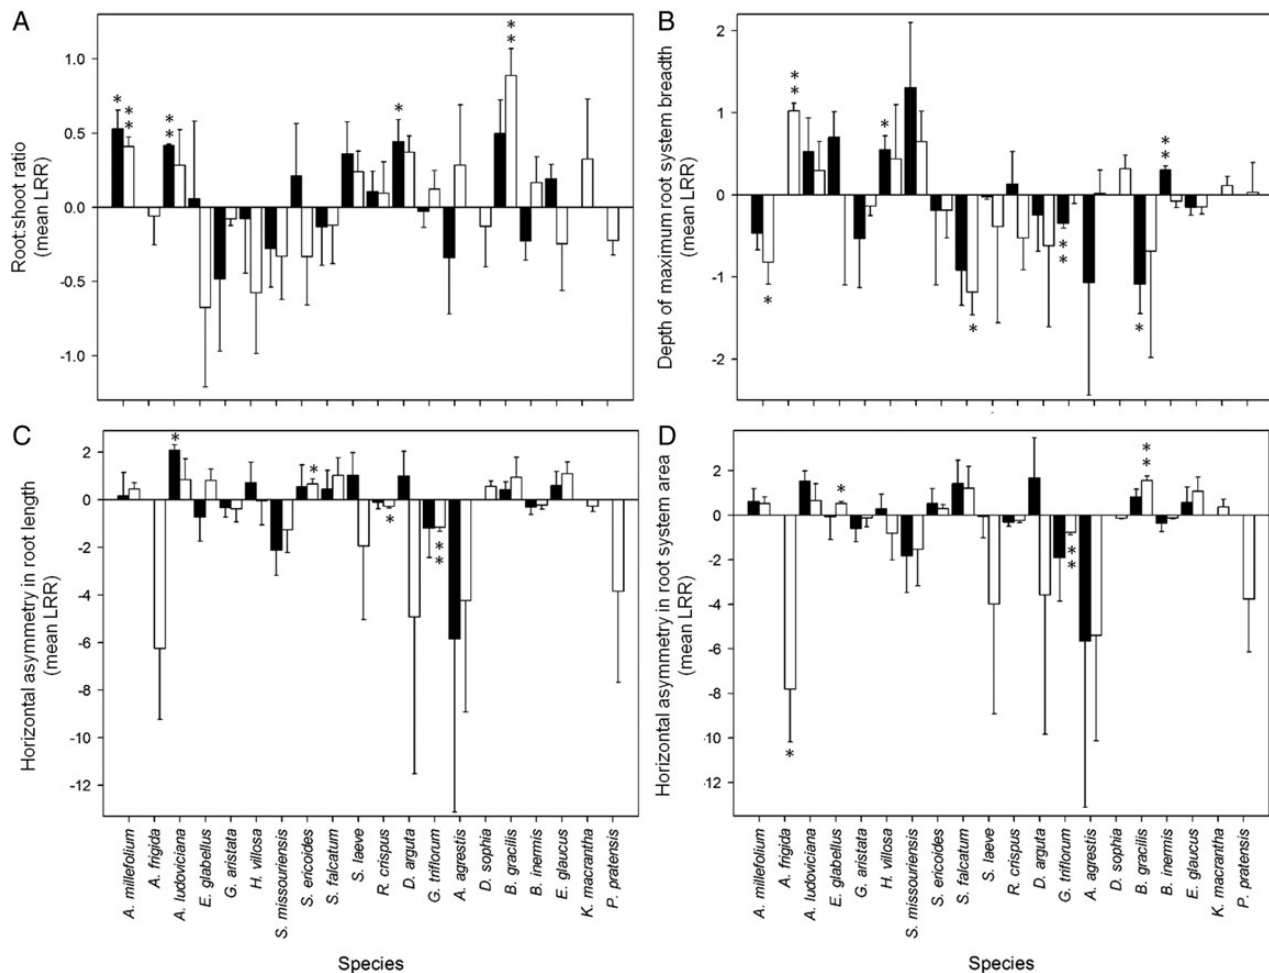 A
Root:shoot ratio
(mean LRR)
1.0
0.5
0.0
-0.5
-1.0
*
* *
* *
*
* *
B
Depth of maximum root system breadth
(mean LRR)
2
1
0
-1
-2
*
* *
*
*
* *
*
* *
C
Horizontal asymmetry in root length
(mean LRR)
2
0
-2
-4
-6
-8
-10
-12
*
*
*
* *
A. millefolium
A. frigida
A. ludoviciana
E. glabellus
G. aristata
H. villosa
S. missouriensis
S. ericoides
S. falcatum
S. laeve
R. crispus
D. arguta
G. triflorum
A. agrestis
D. sophia
B. gracilis
B. inermis
E. glaucus
K. macrantha
P. pratensis
Species
D
Horizontal asymmetry in root system area
(mean LRR)
2
0
-2
-4
-6
-8
-10
-12
*
*
* *
* *
A. millefolium
A. frigida
A. ludoviciana
E. glabellus
G. aristata
H. villosa
S. missouriensis
S. ericoides
S. falcatum
S. laeve
R. crispus
D. arguta
G. triflorum
A. agrestis
D. sophia
B. gracilis
B. inermis
E. glaucus
K. macrantha
P. pratensis
Species